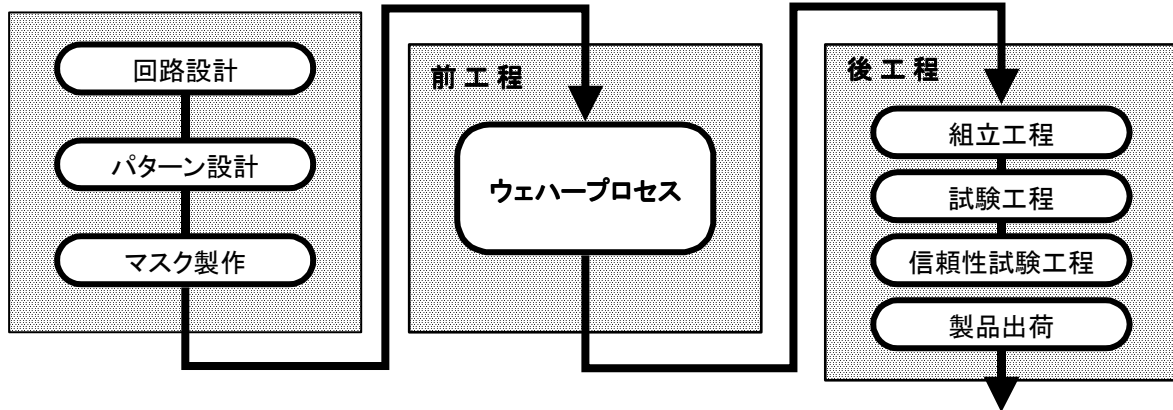 回路設計
パターン設計
マスク製作
前工程
ウェハープロセス
後工程
組立工程
試験工程
信頼性試験工程
製品出荷